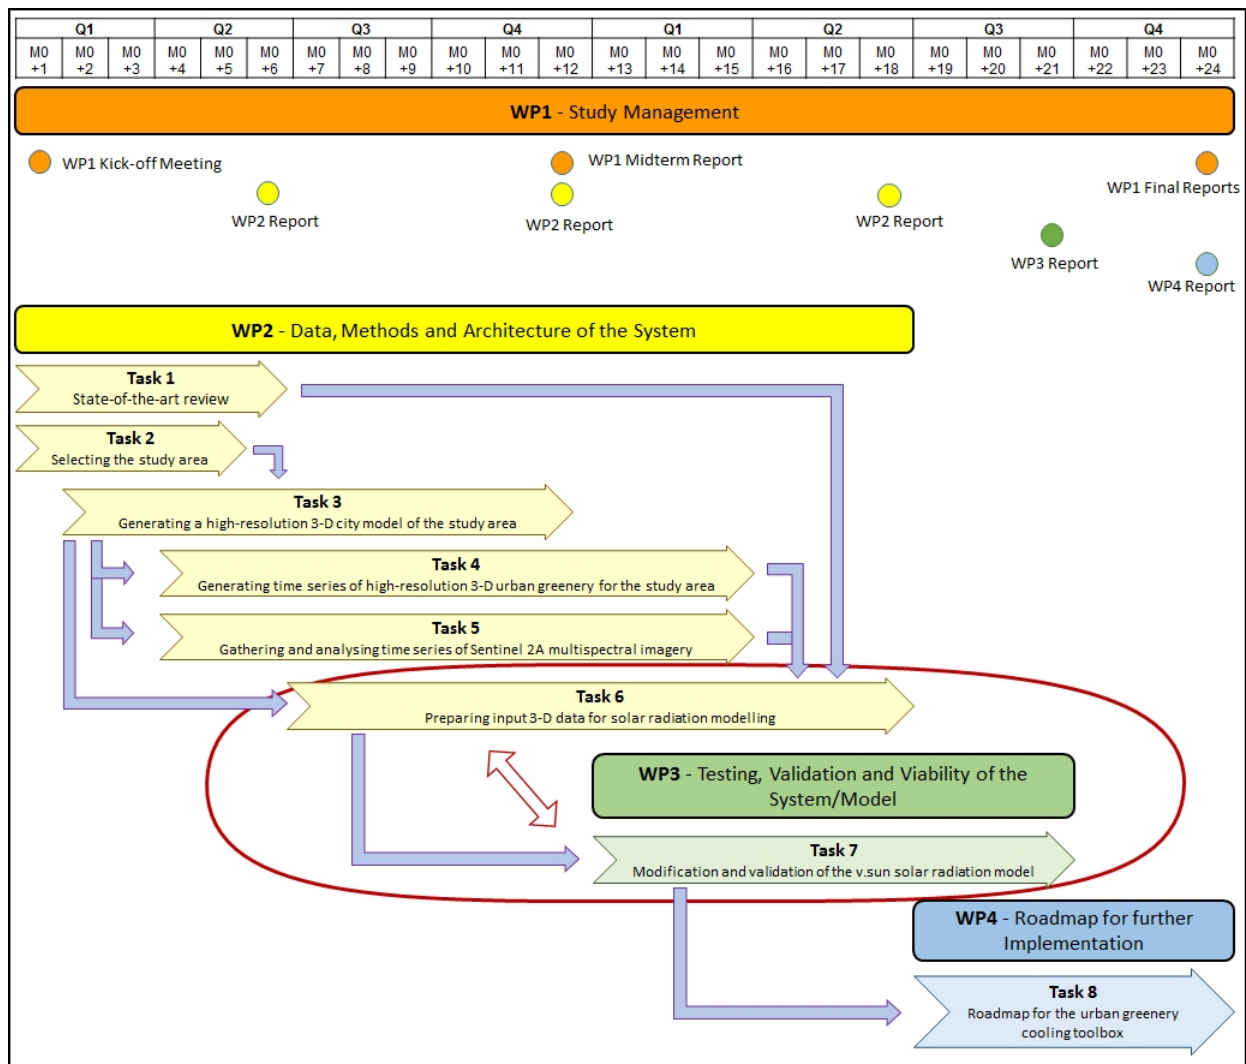 Q1 Q2 Q3 Q4 Q1 Q2 Q3 Q4
M0 M0 M0 M0 M0 M0 M0 M0 M0 M0 M0 M0 M0 M0 M0 M0 M0 M0 M0 M0 M0 M0 M0 M0
+1 +2 +3 +4 +5 +6 +7 +8 +9 +10 +11 +12 +13 +14 +15 +16 +17 +18 +19 +20 +21 +22 +23 +24
WP1 - Study Management
WP1 Kick-off Meeting
WP1 Midterm Report
WP1 Final Reports
WP2 Report
WP2 Report
WP2 Report
WP3 Report
WP4 Report
WP2 - Data, Methods and Architecture of the System
Task 1
State-of-the-art review
Task 2
Selecting the study area
Task 3
Generating a high-resolution 3-D city model of the study area
Task 4
Generating time series of high-resolution 3-D urban greenery for the study area
Task 5
Gathering and analysing time series of Sentinel 2A multispectral imagery
Task 6
Preparing input 3-D data for solar radiation modelling
WP3 - Testing, Validation and Viability of the
System/Model
Task 7
Modification and validation of the v.sun solar radiation model
WP4 - Roadmap for further
Implementation
Task 8
Roadmap for the urban greenery
cooling toolbox